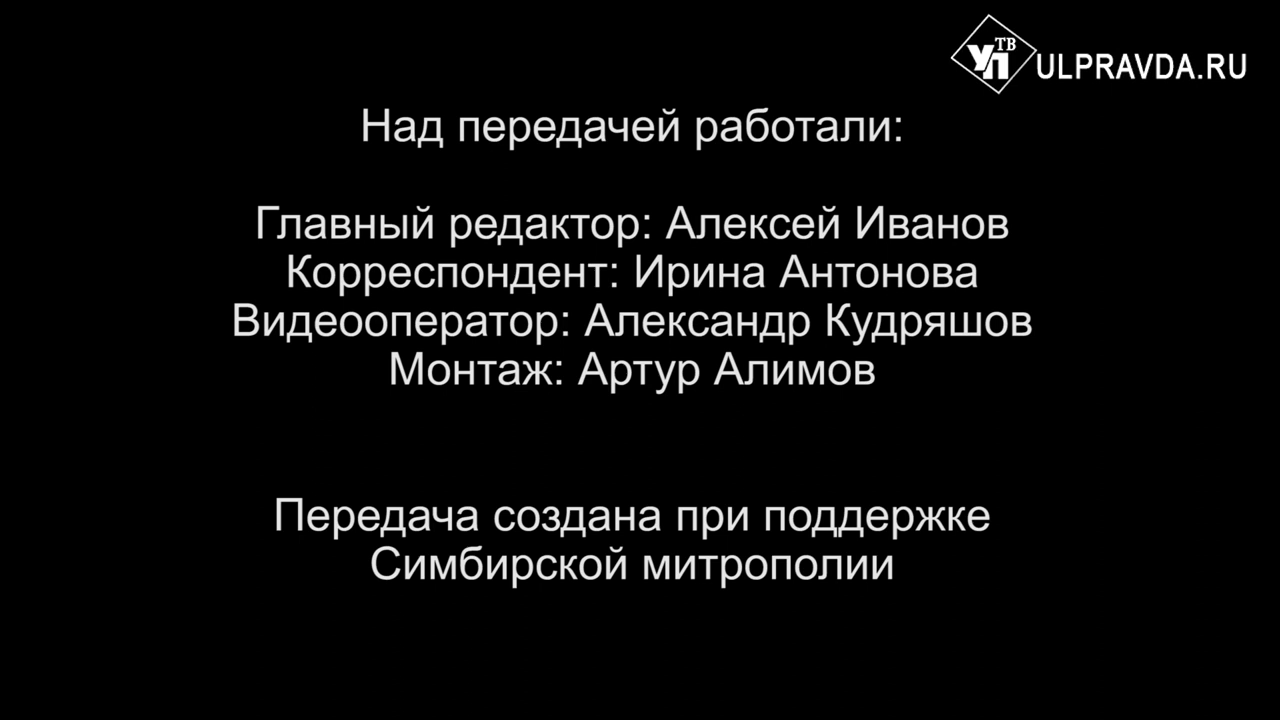 ТВ
УП
ULPRAVDA.RU
Над передачей работали:
Главный редактор: Алексей Иванов
Корреспондент: Ирина Антонова
Видеооператор: Александр Кудряшов
Монтаж: Артур Алимов
Передача создана при поддержке
Симбирской митрополии